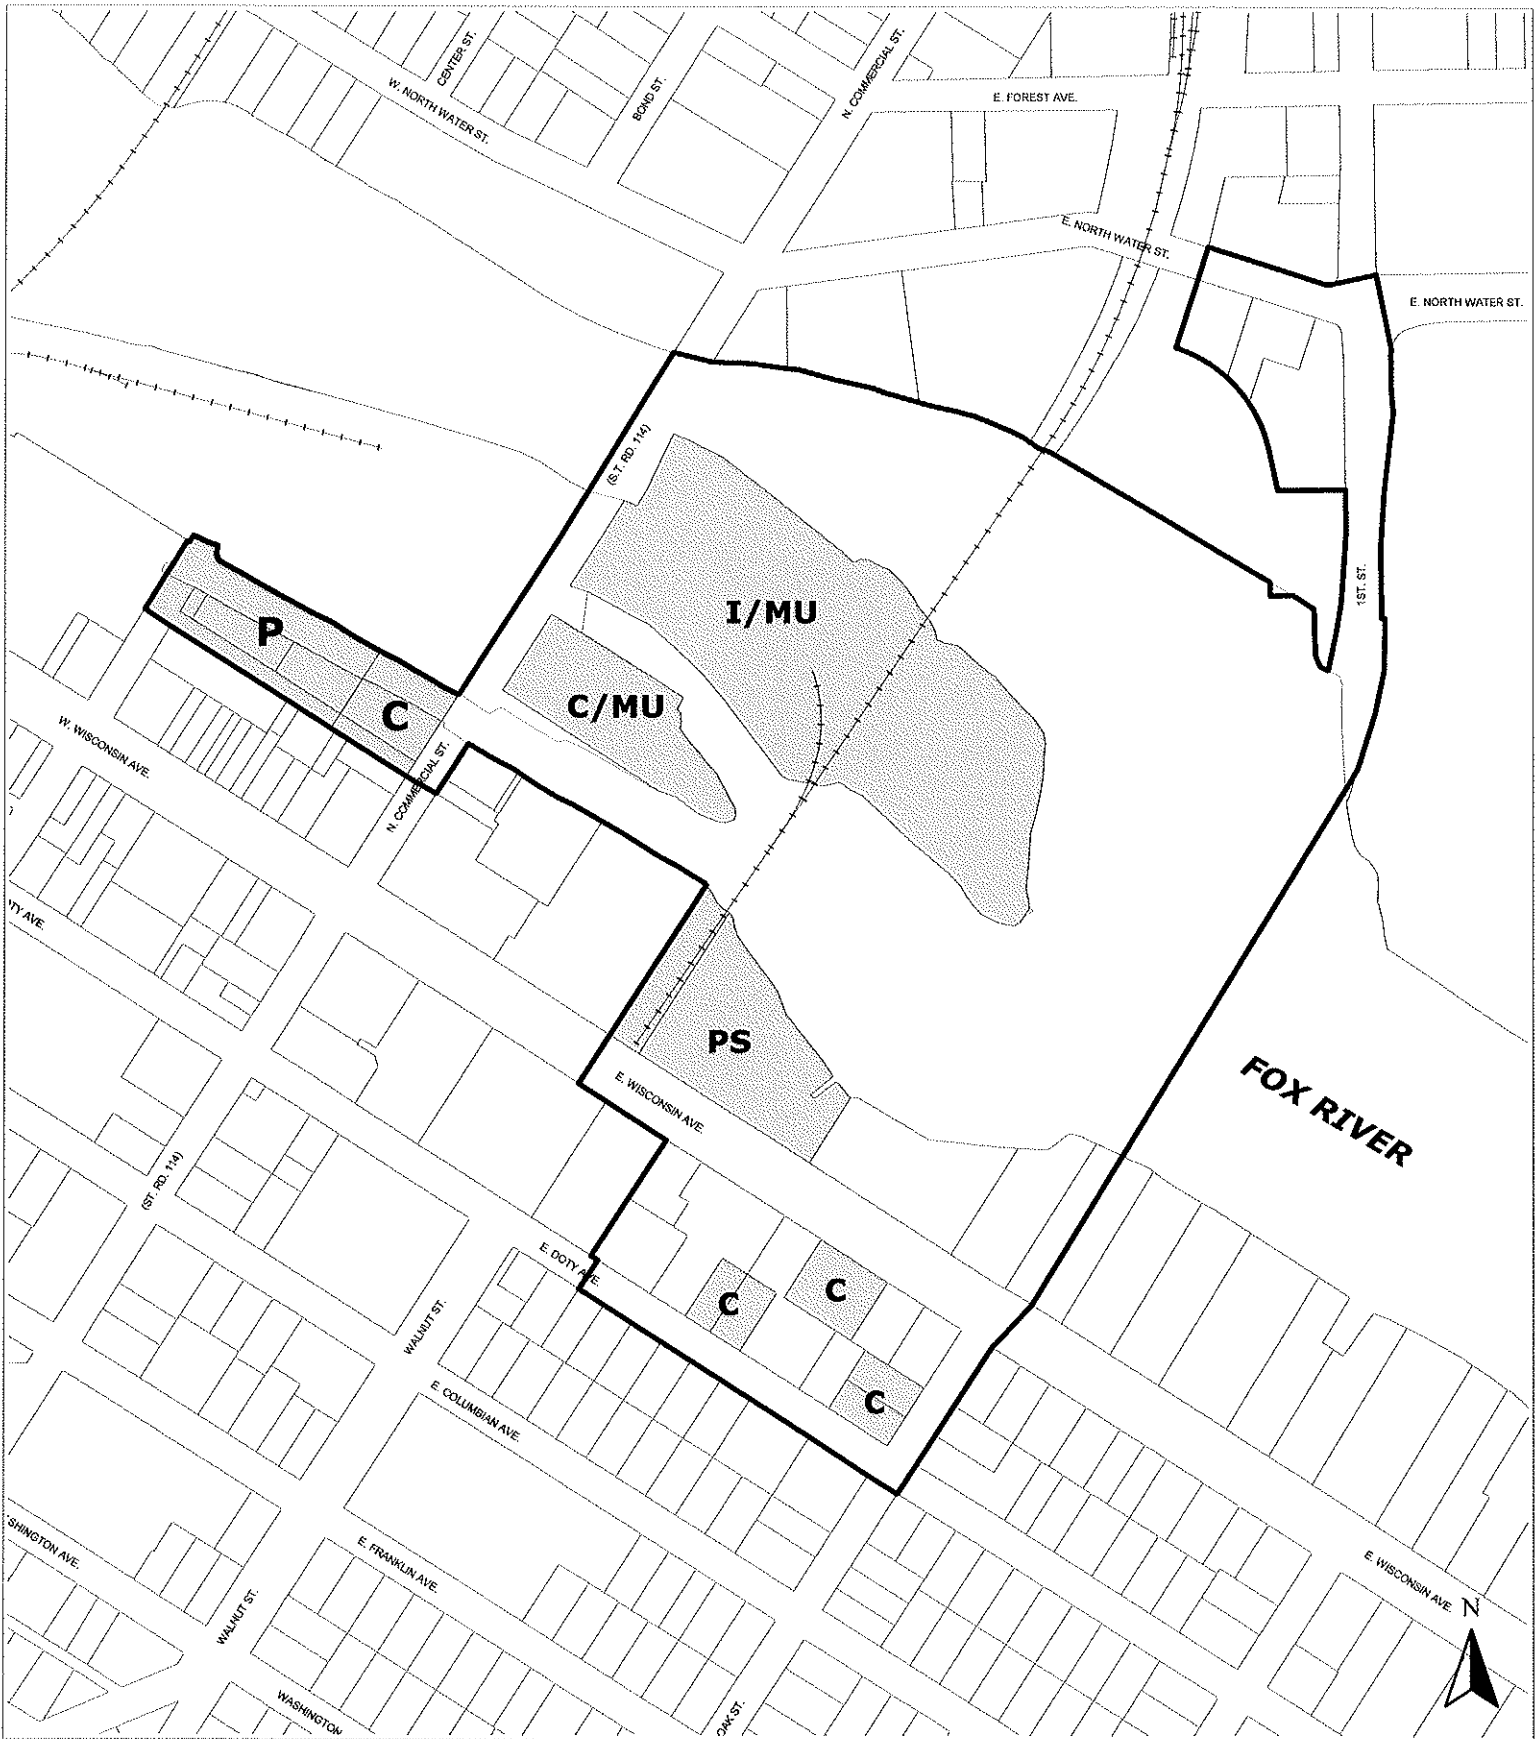 CENTER ST.
W. NORTH WATER ST.
BOND ST.
N. COMMERCIAL ST.
E. FOREST AVE.
E. NORTH WATER ST.
E. NORTH WATER ST.
(S.T. RD. 114)
1ST. ST.
I/MU
P
C/MU
C
W. WISCONSIN AVE.
N. COMMERCIAL ST.
TY AVE.
PS
E. WISCONSIN AVE.
FOX RIVER
(ST. RD. 114)
E. DOTY AVE.
C
C
WALNUT ST.
E. COLUMBIAN AVE.
C
SHINGTON AVE.
E. FRANKLIN AVE.
E. WISCONSIN AVE.
N
WALNUT ST.
WASHINGTON
OAK ST.